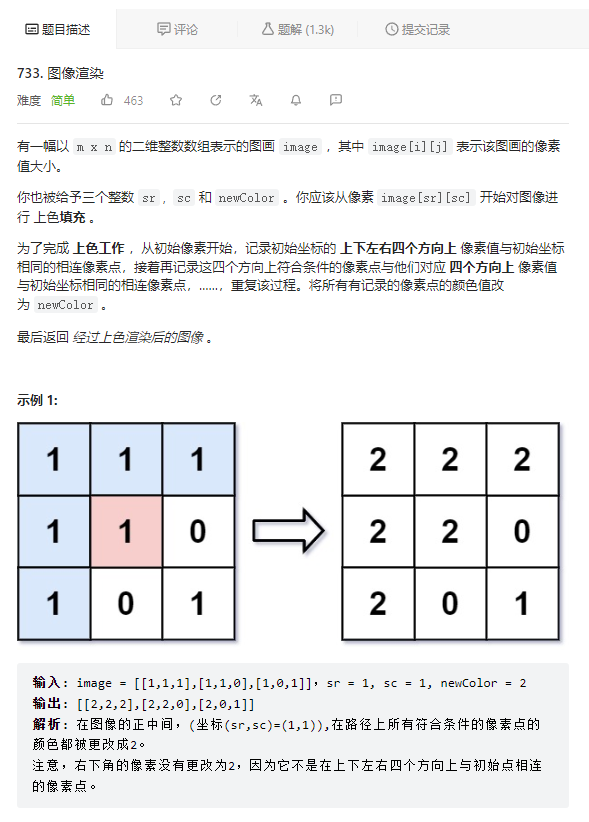 题目描述 评论 题解 (1.3k) 提交记录
733. 图像渲染
难度 简单 463
有一幅以 m x n 的二维整数数组表示的图画 image ，其中 image[i][j] 表示该图画的像素
值大小。
你也被给予三个整数 sr , sc 和 newColor 。你应该从像素 image[sr][sc] 开始对图像进
行 上色填充 。
为了完成 上色工作 ，从初始像素开始，记录初始坐标的 上下左右四个方向上 像素值与初始坐标
相同的相连像素点，接着再记录这四个方向上符合条件的像素点与他们对应 四个方向上 像素值
与初始坐标相同的相连像素点，……，重复该过程。将所有有记录的像素点的颜色值改
为 newColor 。
最后返回 经过上色渲染后的图像 。
示例 1:
1 1 1 2 2 2
1 1 0 2 2 0
1 0 1 2 0 1
输入: image = [[1,1,1],[1,1,0],[1,0,1]]，sr = 1, sc = 1, newColor = 2
输出: [[2,2,2],[2,2,0],[2,0,1]]
解析: 在图像的正中间，(坐标(sr,sc)=(1,1)),在路径上所有符合条件的像素点的
颜色都被更改成2。
注意，右下角的像素没有更改为2，因为它不是在上下左右四个方向上与初始点相连
的像素点。